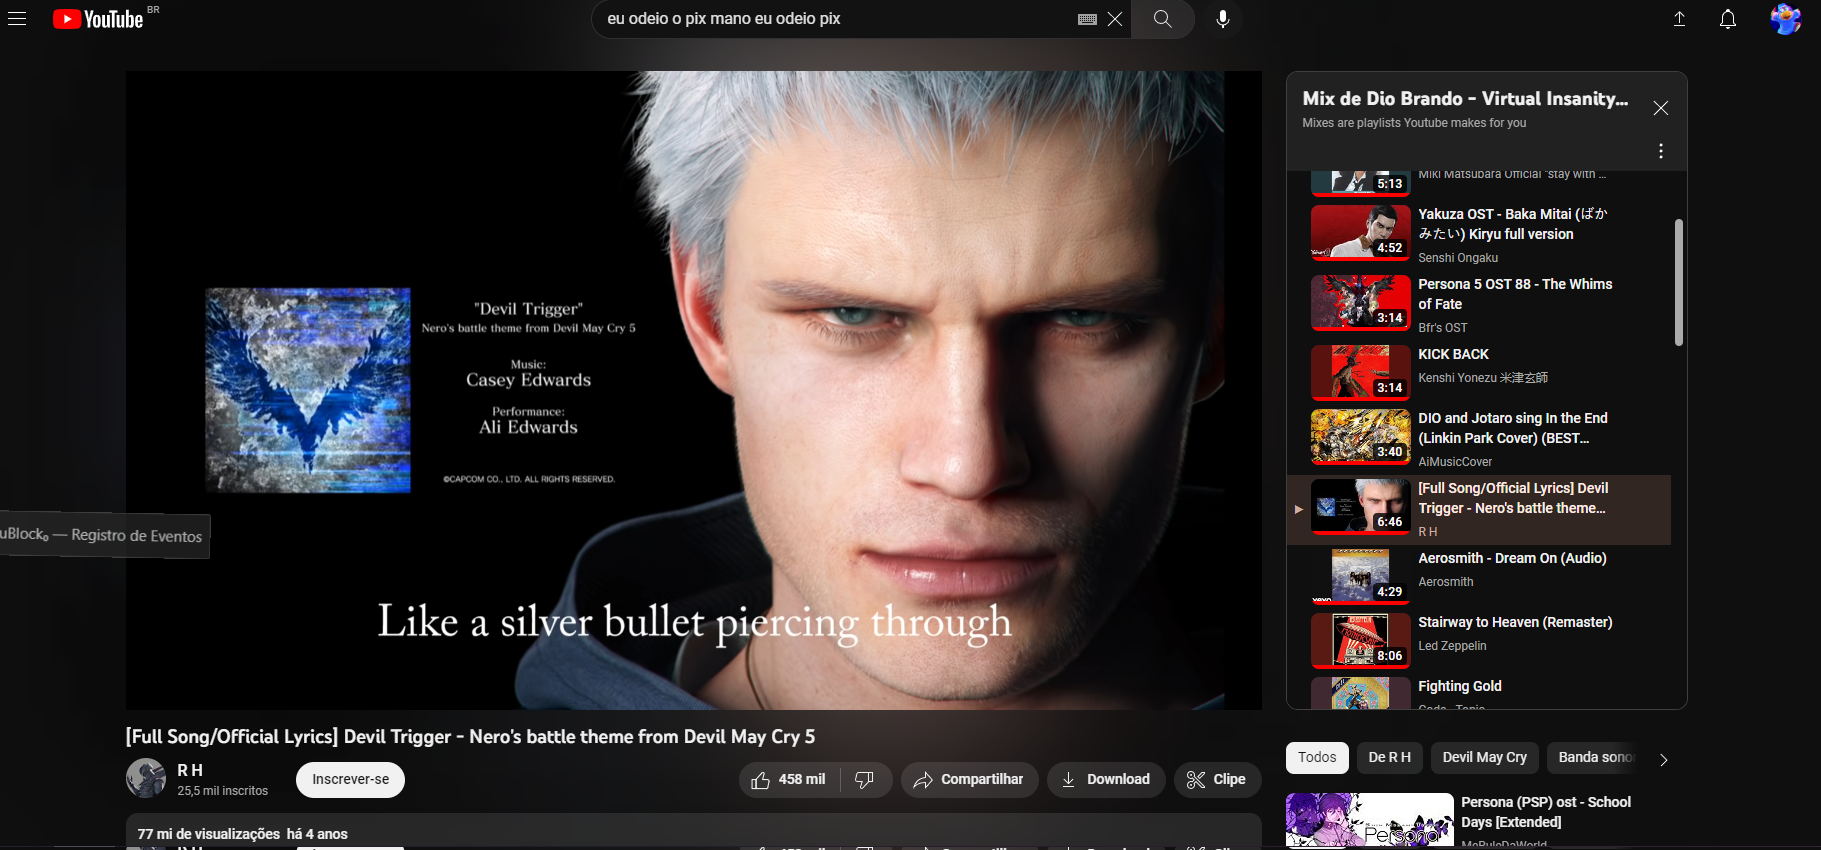 YouTube BR
eu odeio o pix mano eu odeio pix
"Devil Trigger"
Nero's battle theme from Devil May Cry 5
Music:
Casey Edwards
Performance:
Ali Edwards
©CAPCOM CO., LTD. ALL RIGHTS RESERVED.
uBlock₀ — Registro de Eventos
Like a silver bullet piercing through
[Full Song/Official Lyrics] Devil Trigger - Nero's battle theme from Devil May Cry 5
R H
25,5 mil inscritos
Inscrever-se
458 mil
Compartilhar
Download
Clipe
77 mi de visualizações há 4 anos
Mix de Dio Brando - Virtual Insanity...
Mixes are playlists Youtube makes for you
5:13
Miki Matsubara Official "stay with ...
4:52
Yakuza OST - Baka Mitai (ばか
みたい) Kiryu full version
Senshi Ongaku
3:14
Persona 5 OST 88 - The Whims
of Fate
Bfr's OST
3:14
KICK BACK
Kenshi Yonezu 米津玄師
3:40
DIO and Jotaro sing In the End
(Linkin Park Cover) (BEST...
AiMusicCover
6:46
[Full Song/Official Lyrics] Devil
Trigger - Nero's battle theme...
R H
4:29
vevo
Aerosmith - Dream On (Audio)
Aerosmith
8:06
Stairway to Heaven (Remaster)
Led Zeppelin
Fighting Gold
Coda - Topic
Todos
De R H
Devil May Cry
Banda sonor
Persona
Persona (PSP) ost - School
Days [Extended]
MeRuleDaWorld